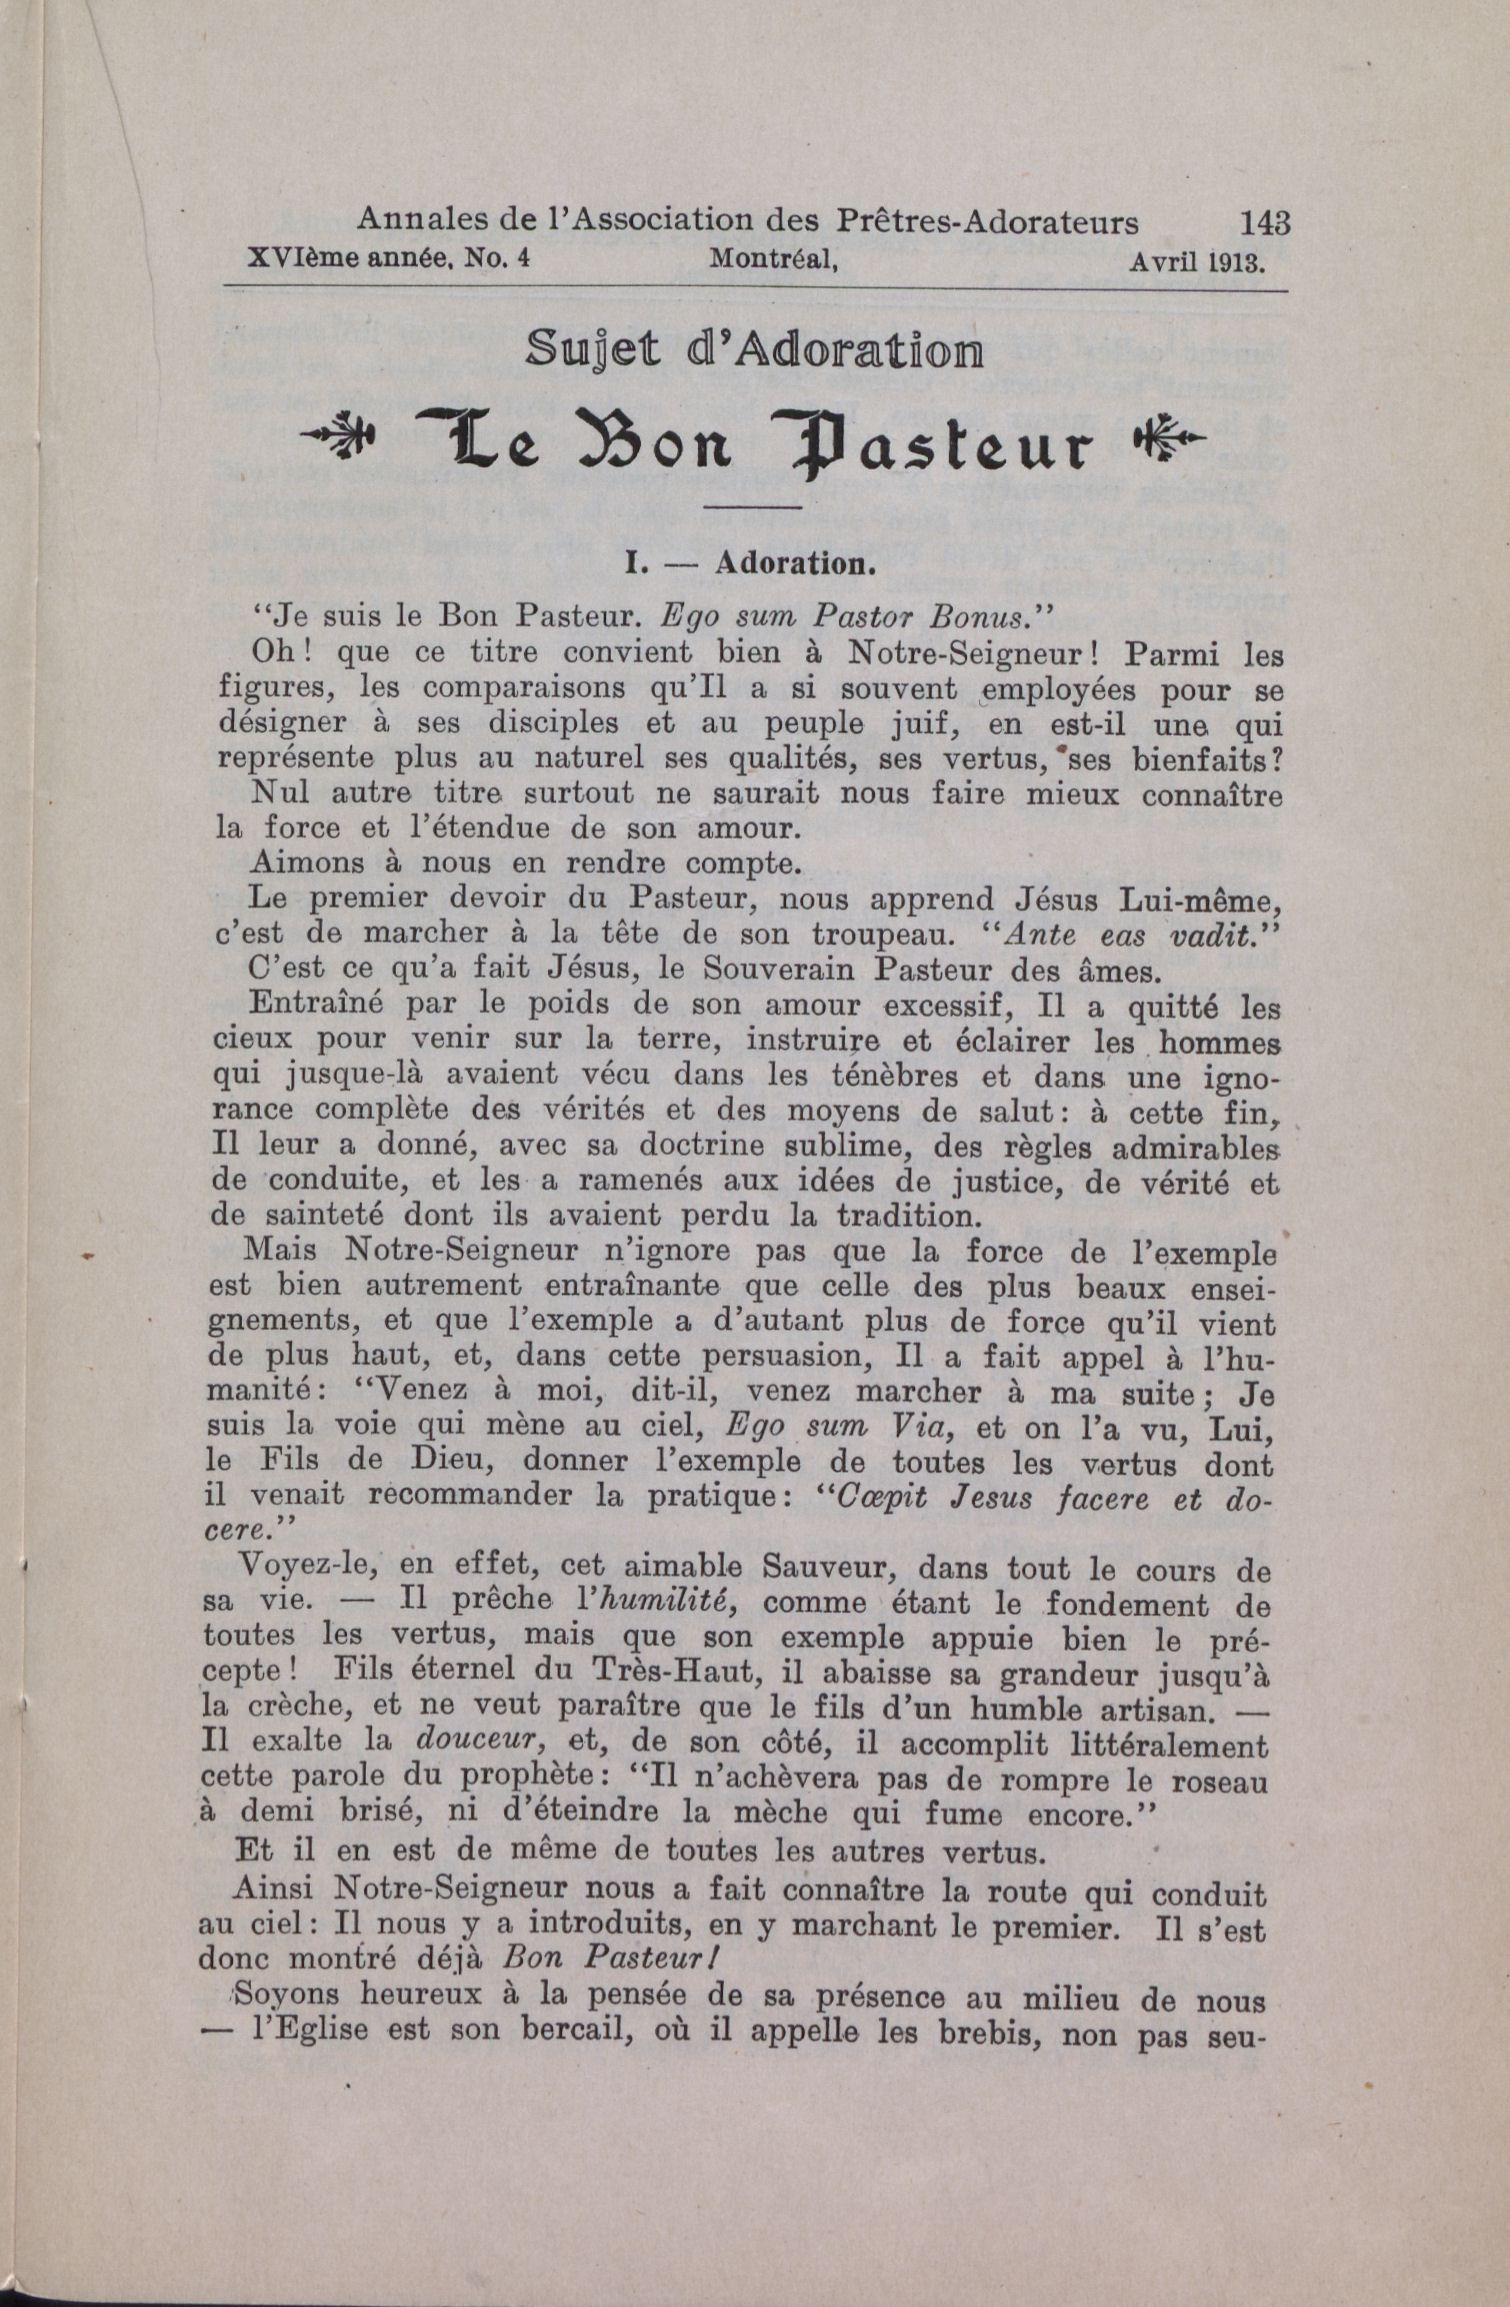 Annales de l'Association des Prêtres-Adorateurs 143
XVIème année, No. 4 Montréal, Avril 1913.
Sujet d'Adoration
Le Bon Pasteur
I. — Adoration.
“Je suis le Bon Pasteur. Ego sum Pastor Bonus.”
Oh! que ce titre convient bien à Notre-Seigneur! Parmi les
figures, les comparaisons qu'Il a si souvent employées pour se
désigner à ses disciples et au peuple juif, en est-il une qui
représente plus au naturel ses qualités, ses vertus, ses bienfaits?
Nul autre titre surtout ne saurait nous faire mieux connaître
la force et l'étendue de son amour.
Aimons à nous en rendre compte.
Le premier devoir du Pasteur, nous apprend Jésus Lui-même,
c'est de marcher à la tête de son troupeau. “Ante eas vadit.”
C'est ce qu'a fait Jésus, le Souverain Pasteur des âmes.
Entraîné par le poids de son amour excessif, Il a quitté les
cieux pour venir sur la terre, instruire et éclairer les hommes
qui jusque-là avaient vécu dans les ténèbres et dans une igno-
rance complète des vérités et des moyens de salut: à cette fin,
Il leur a donné, avec sa doctrine sublime, des règles admirables
de conduite, et les a ramenés aux idées de justice, de vérité et
de sainteté dont ils avaient perdu la tradition.
Mais Notre-Seigneur n'ignore pas que la force de l'exemple
est bien autrement entraînante que celle des plus beaux ensei-
gnements, et que l'exemple a d'autant plus de force qu'il vient
de plus haut, et, dans cette persuasion, Il a fait appel à l'hu-
manité: “Venez à moi, dit-il, venez marcher à ma suite; Je
suis la voie qui mène au ciel, Ego sum Via, et on l'a vu, Lui,
le Fils de Dieu, donner l'exemple de toutes les vertus dont
il venait recommander la pratique: “Cœpit Jesus facere et do-
cere.”
Voyez-le, en effet, cet aimable Sauveur, dans tout le cours de
sa vie. — Il prêche l'humilité, comme étant le fondement de
toutes les vertus, mais que son exemple appuie bien le pré-
cepte! Fils éternel du Très-Haut, il abaisse sa grandeur jusqu'à
la crèche, et ne veut paraître que le fils d'un humble artisan. —
Il exalte la douceur, et, de son côté, il accomplit littéralement
cette parole du prophète: “Il n'achèvera pas de rompre le roseau
à demi brisé, ni d'éteindre la mèche qui fume encore.”
Et il en est de même de toutes les autres vertus.
Ainsi Notre-Seigneur nous a fait connaître la route qui conduit
au ciel: Il nous y a introduits, en y marchant le premier. Il s'est
donc montré déjà Bon Pasteur!
Soyons heureux à la pensée de sa présence au milieu de nous
— l'Eglise est son bercail, où il appelle les brebis, non pas seu-